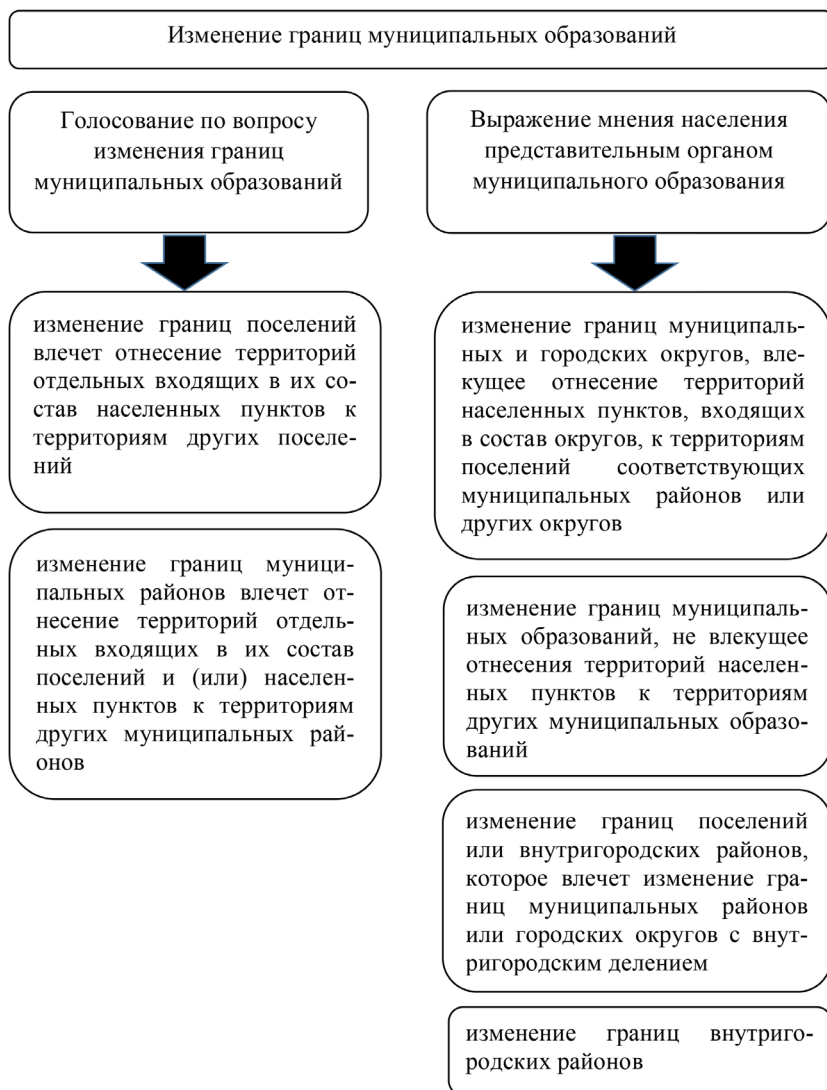 Изменение границ муниципальных образований
Голосование по вопросу
изменения границ
муниципальных образований
Выражение мнения населения
представительным органом
муниципального образования
изменение границ поселений
влечет отнесение территорий
отдельных входящих в их со-
став населенных пунктов к
территориям других поселе-
ний
изменение границ муници-
пальных районов влечет от-
несение территорий отдель-
ных входящих в их состав
поселений и (или) населен-
ных пунктов к территориям
других муниципальных рай-
онов
изменение границ муниципаль-
ных и городских округов, вле-
кущее отнесение территорий
населенных пунктов, входящих
в состав округов, к территориям
поселений соответствующих
муниципальных районов или
других округов
изменение границ муниципаль-
ных образований, не влекущее
отнесения территорий населен-
ных пунктов к территориям
других муниципальных образо-
ваний
изменение границ поселений
или внутригородских районов,
которое влечет изменение гра-
ниц муниципальных районов
или городских округов с внут-
ригородским делением
изменение границ внутриго-
родских районов